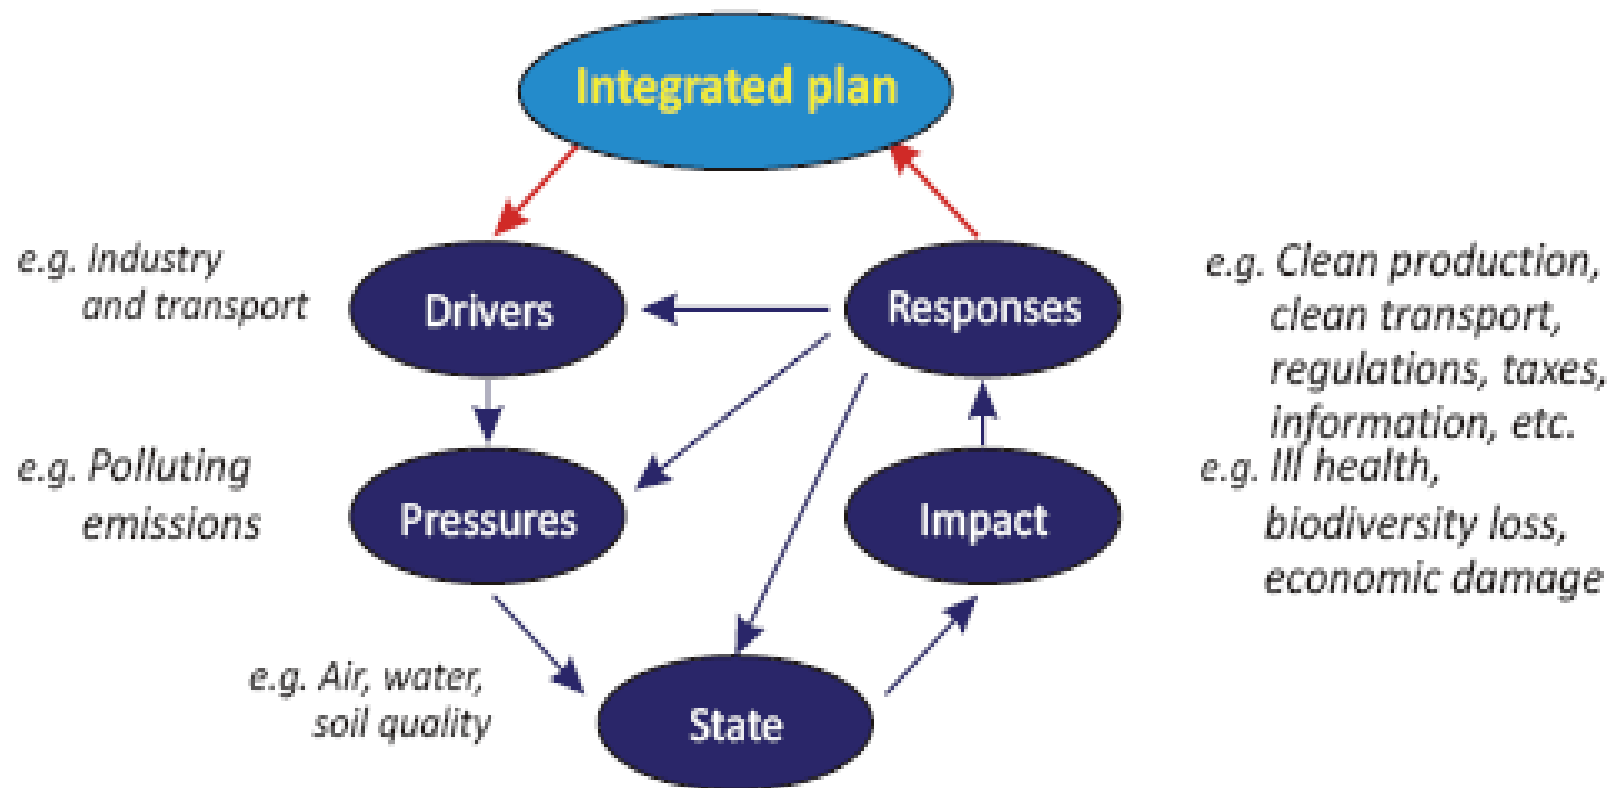 Integrated plan
e.g. Industry
and transport
Drivers
Responses
e.g. Clean production,
clean transport,
regulations, taxes,
information, etc.
e.g. Polluting
emissions
Pressures
Impact
e.g. Ill health,
biodiversity loss,
economic damage
e.g. Air, water,
soil quality
State